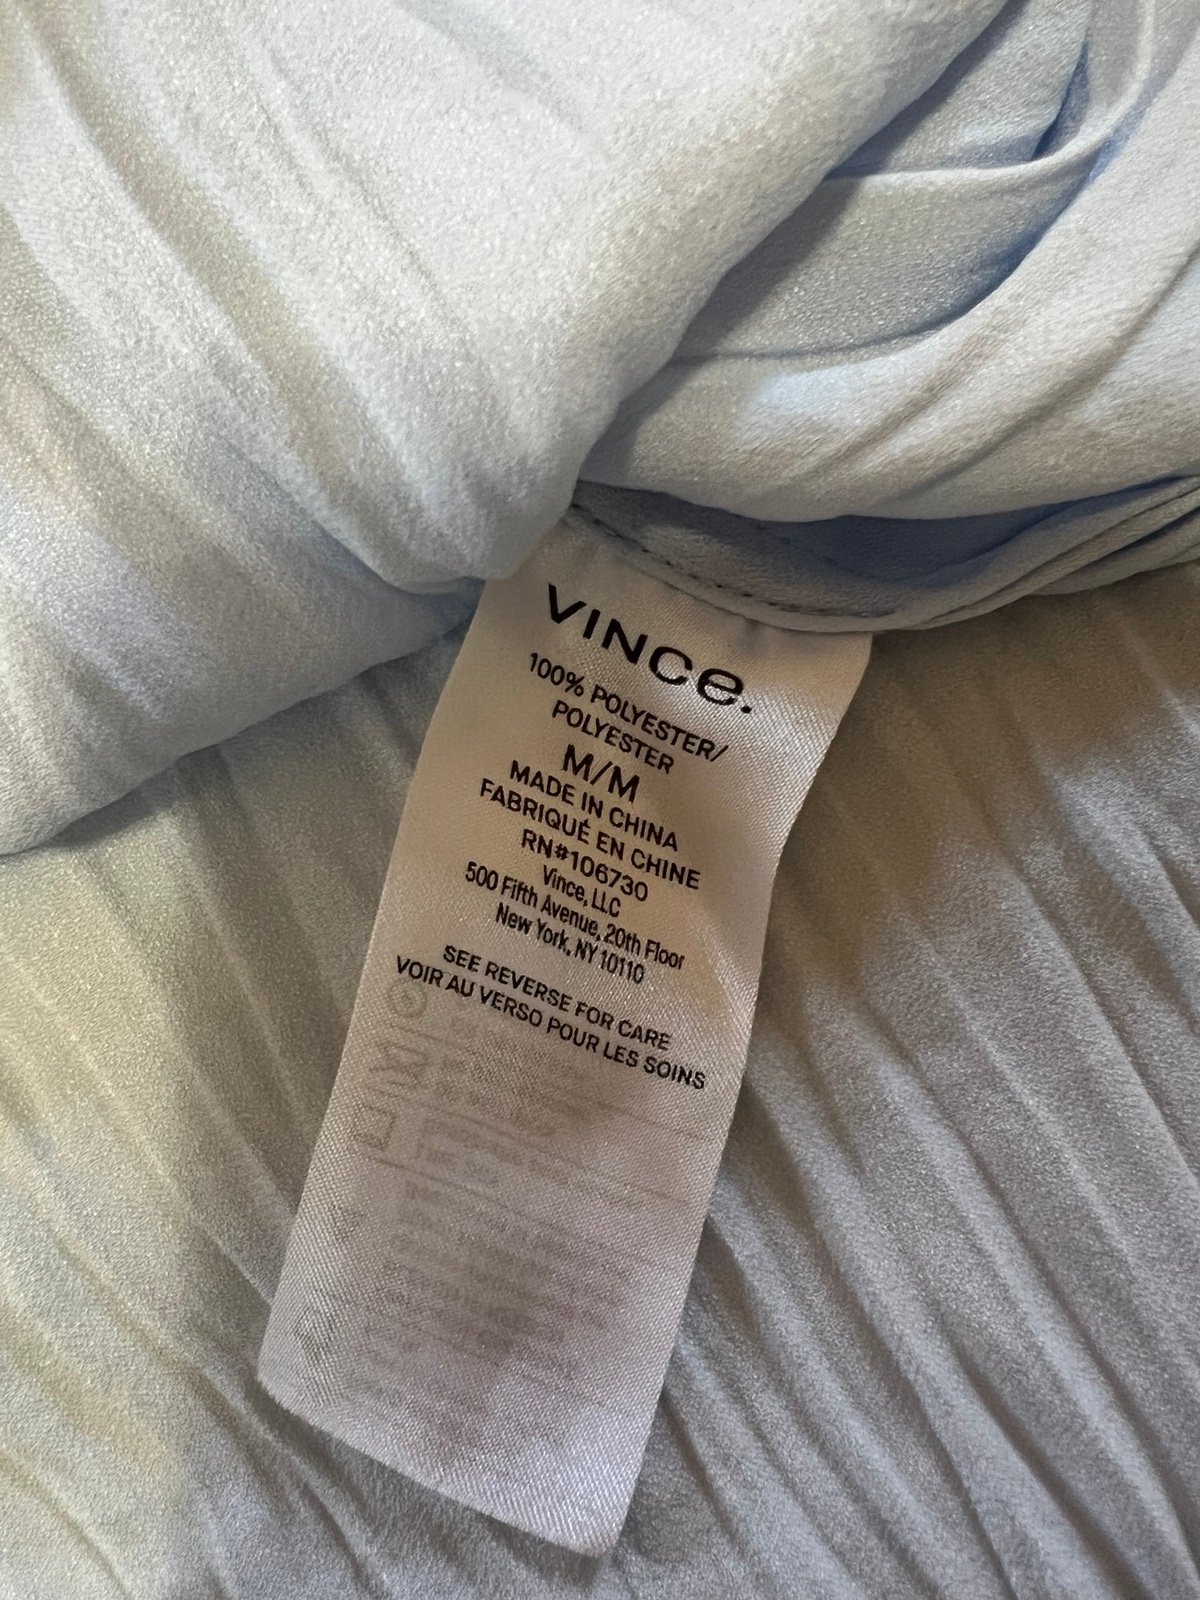 VINCe.
100% POLYESTER/
POLYESTER
M/M
MADE IN CHINA
FABRIQUÉ EN CHINE
RN#106730
Vince, LLC
500 Fifth Avenue, 20th Floor
New York, NY 10110
SEE REVERSE FOR CARE
VOIR AU VERSO POUR LES SOINS